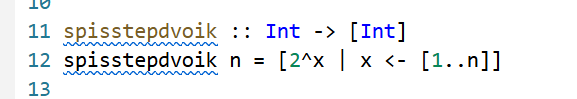 10
11 spisstepdvoik :: Int -> [Int]
12 spisstepdvoik n = [2^x | x <- [1..n]]
13